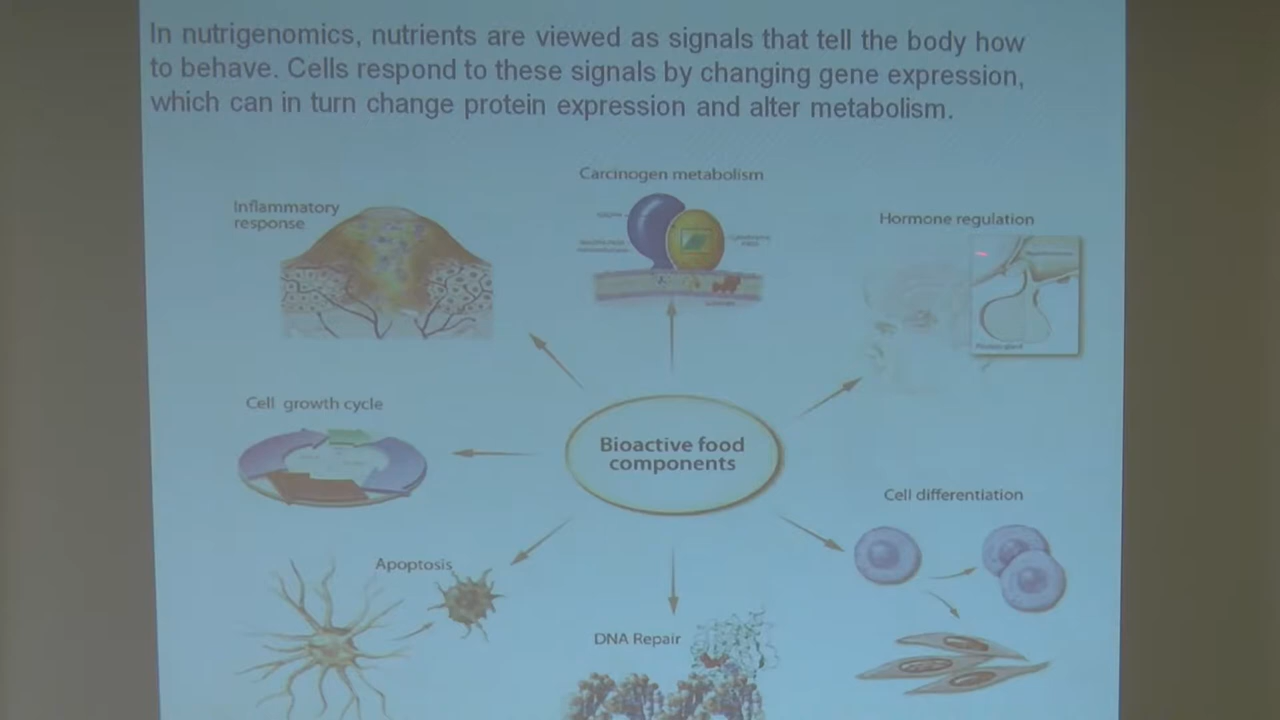 In nutrigenomics, nutrients are viewed as signals that tell the body how
to behave. Cells respond to these signals by changing gene expression,
which can in turn change protein expression and alter metabolism.
Carcinogen metabolism
Inflammatory
response
Hormone regulation
Cell growth cycle
Bioactive food
components
Cell differentiation
Apoptosis
DNA Repair